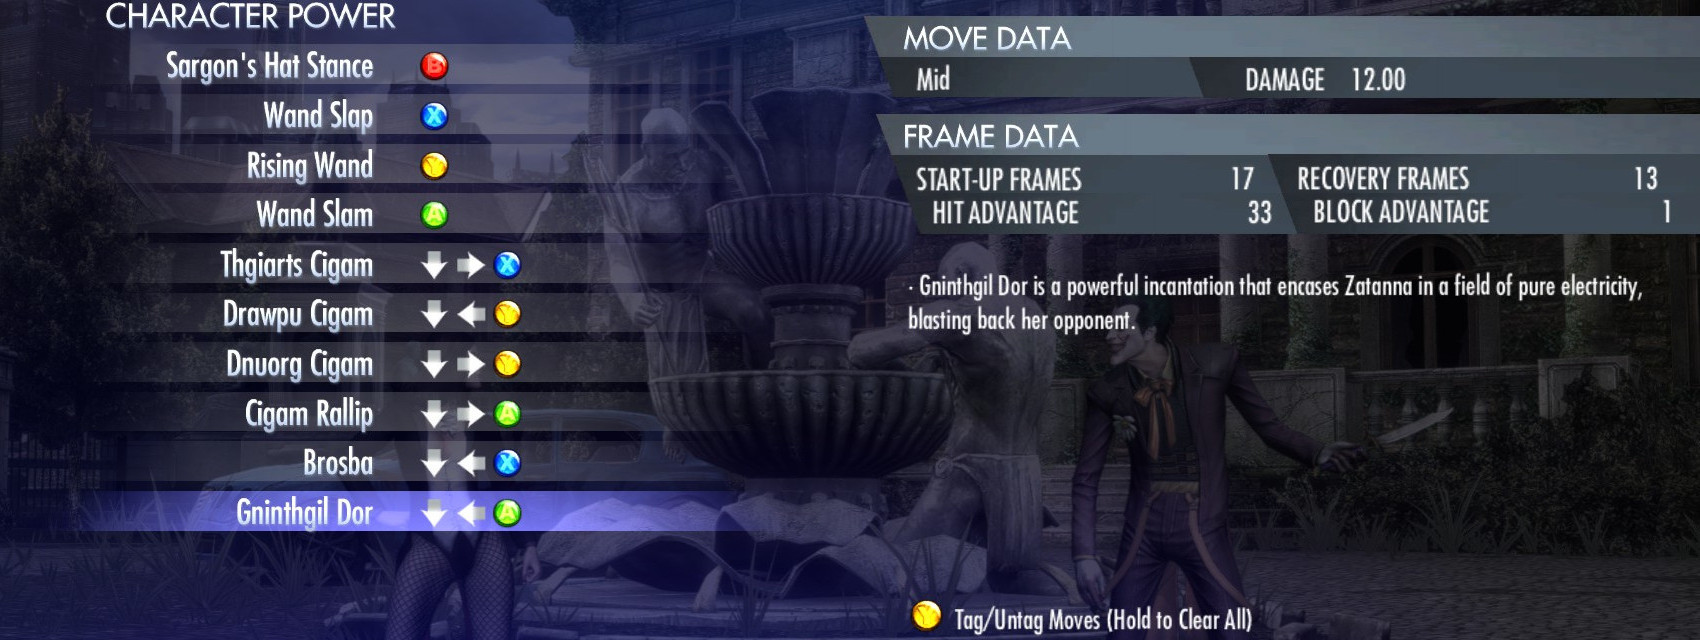 CHARACTER POWER
Sargon's Hat Stance B
Wand Slap X
Rising Wand Y
Wand Slam A
Thgiarts Cigam X
Drawpu Cigam Y
Dnuorg Cigam Y
Cigam Rallip A
Brosba X
Gninthgil Dor A
MOVE DATA
Mid DAMAGE 12.00
FRAME DATA
START-UP FRAMES 17 RECOVERY FRAMES 13
HIT ADVANTAGE 33 BLOCK ADVANTAGE 1
· Gninthgil Dor is a powerful incantation that encases Zatanna in a field of pure electricity,
blasting back her opponent.
Y Tag/Untag Moves (Hold to Clear All)